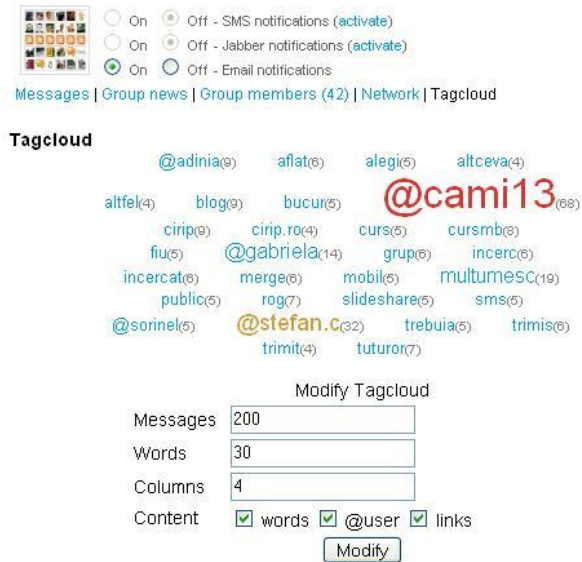 On Off - SMS notifications (activate)
On Off - Jabber notifications (activate)
On Off - Email notifications
Messages | Group news | Group members (42) | Network | Tagcloud
Tagcloud
@adinia(9) aflat(6) alegi(5) altceva(4)
altfel(4) blog(9) bucur(5) @cami13(68)
cirip(9) cirip.ro(4) curs(5) cursmb(8)
fiu(5) @gabriela(14) grup(6) incerc(6)
incercat(6) merge(6) mobil(5) multumesc(19)
public(5) rog(7) slideshare(5) sms(5)
@sorinel(5) @stefan.c(32) trebuia(5) trimis(6)
trimit(4) tuturor(7)
Modify Tagcloud
Messages 200
Words 30
Columns 4
Content words @user links
Modify